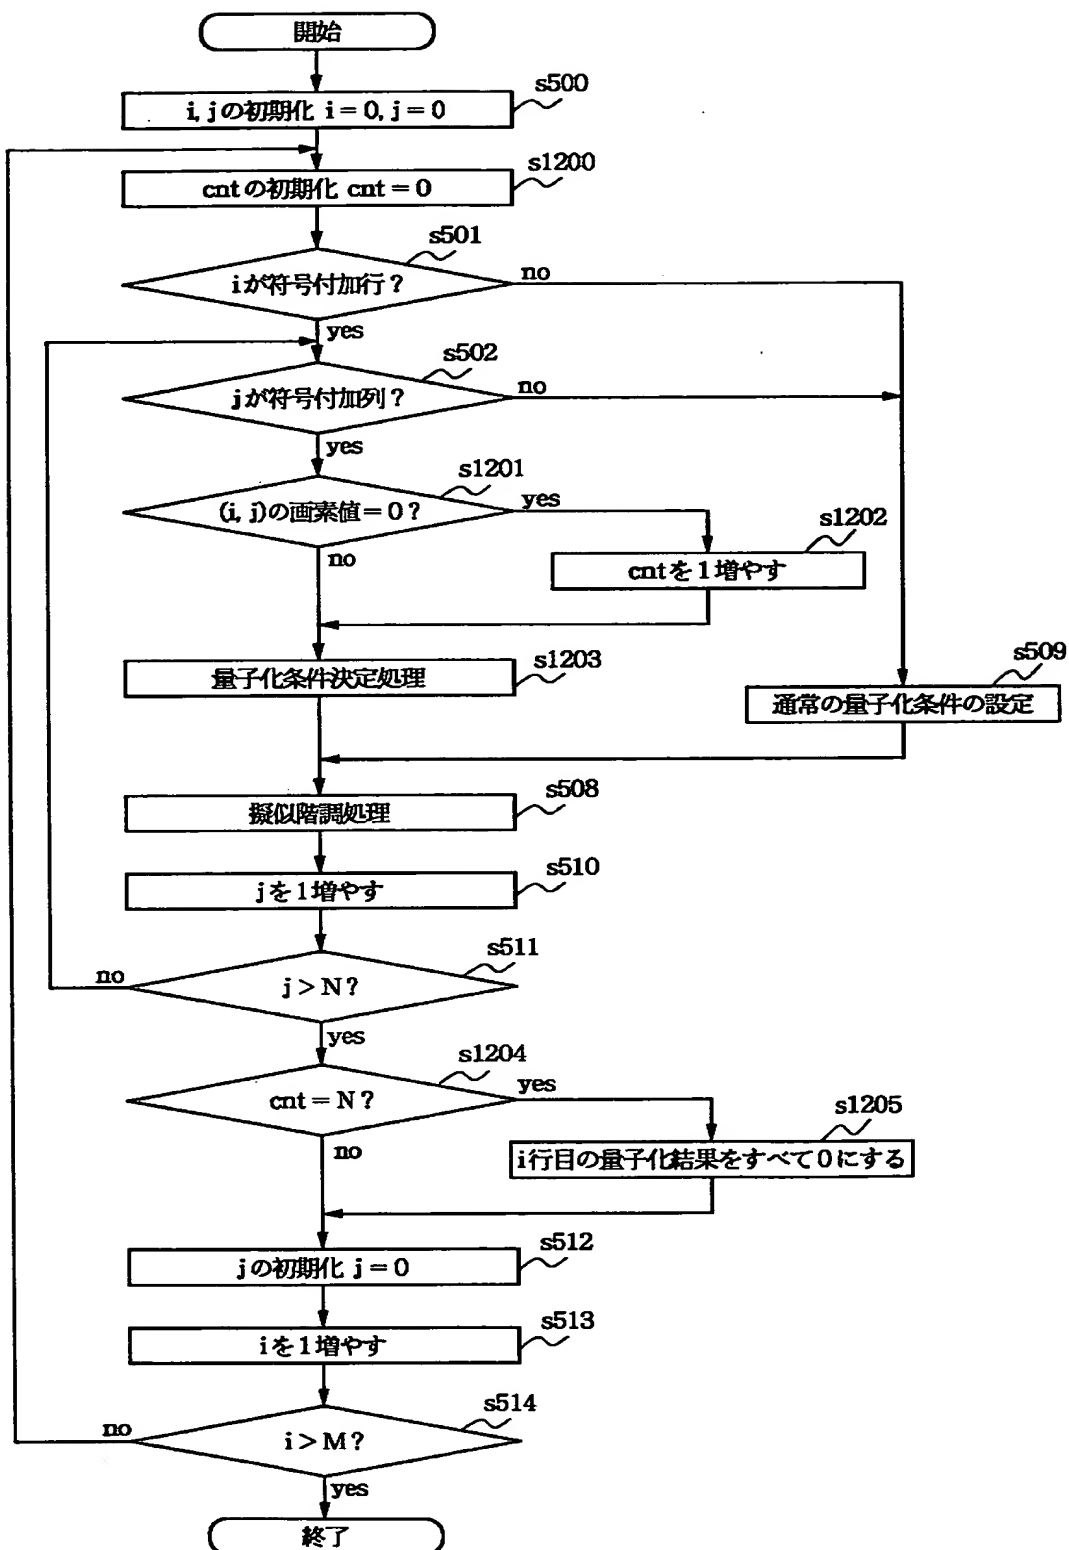 開始
s500
i, jの初期化 i = 0, j = 0
s1200
cntの初期化 cnt = 0
s501
iが符号付加行？
no
yes
s502
jが符号付加列？
no
yes
s1201
(i, j)の画素値 = 0？
yes
no
s1202
cntを1増やす
s1203
量子化条件決定処理
s509
通常の量子化条件の設定
s508
擬似階調処理
s510
jを1増やす
s511
j > N？
no
yes
s1204
cnt = N？
yes
no
s1205
i行目の量子化結果をすべて0にする
s512
jの初期化 j = 0
s513
iを1増やす
s514
i > M？
no
yes
終了